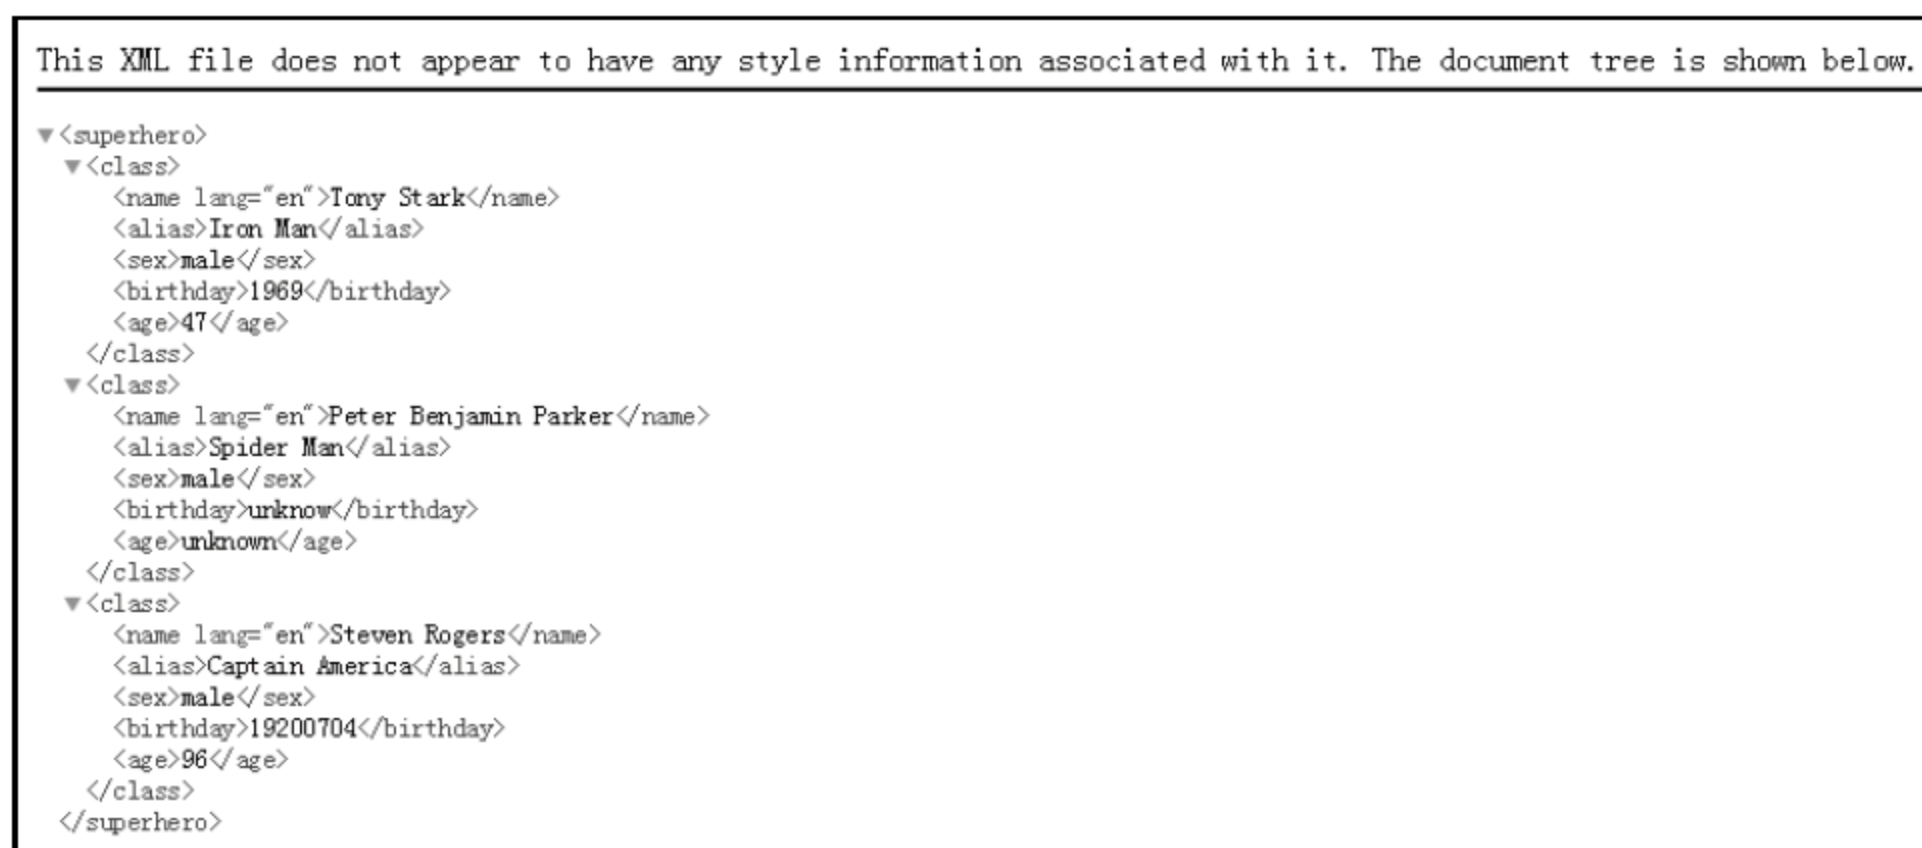 This XML file does not appear to have any style information associated with it. The document tree is shown below.
▼<superhero>
▼<class>
<name lang="en">Tony Stark</name>
<alias>Iron Man</alias>
<sex>male</sex>
<birthday>1969</birthday>
<age>47</age>
</class>
▼<class>
<name lang="en">Peter Benjamin Parker</name>
<alias>Spider Man</alias>
<sex>male</sex>
<birthday>unknow</birthday>
<age>unknown</age>
</class>
▼<class>
<name lang="en">Steven Rogers</name>
<alias>Captain America</alias>
<sex>male</sex>
<birthday>19200704</birthday>
<age>96</age>
</class>
</superhero>